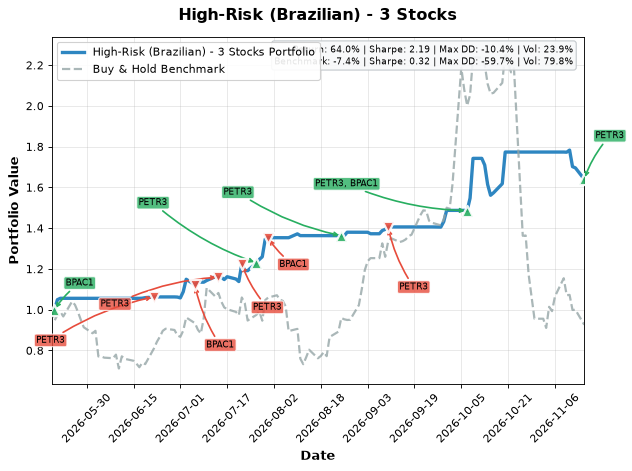 High-Risk (Brazilian) - 3 Stocks
High-Risk (Brazilian) - 3 Stocks Portfolio
Buy & Hold Benchmark
64.0% | Sharpe: 2.19 | Max DD: -10.4% | Vol: 23.9%
-7.4% | Sharpe: 0.32 | Max DD: -59.7% | Vol: 79.8%
Portfolio Value
2.2
2.0
1.8
1.6
1.4
1.2
1.0
0.8
PETR3
PETR3, BPAC1
PETR3
PETR3
BPAC1
BPAC1
PETR3
PETR3
PETR3
PETR3
BPAC1
2026-05-30
2026-06-15
2026-07-01
2026-07-17
2026-08-02
2026-08-18
2026-09-03
2026-09-19
2026-10-05
2026-10-21
2026-11-06
Date